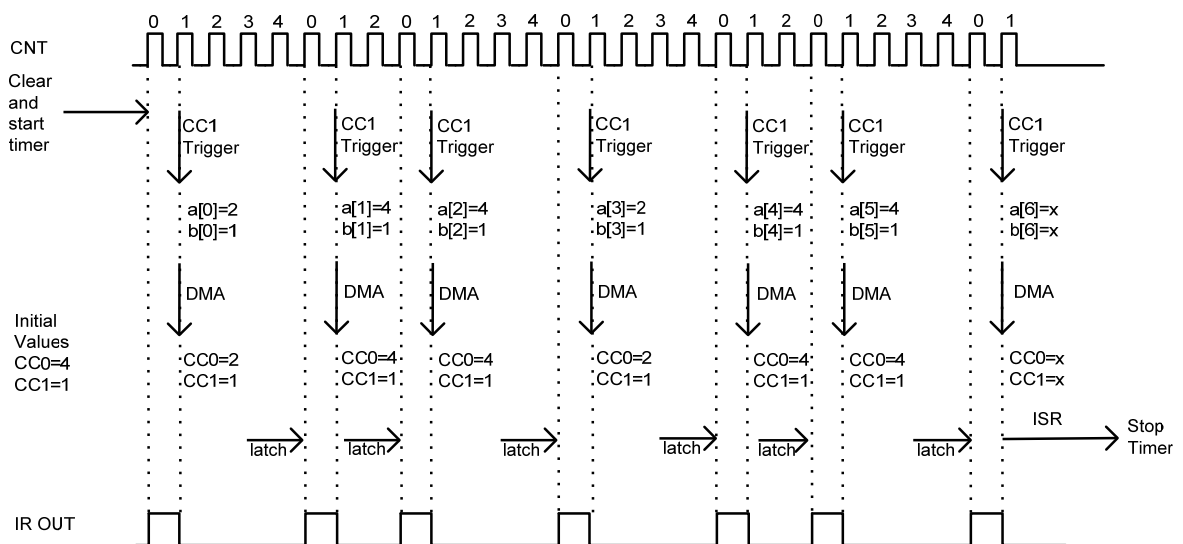 0 1 2 3 4 0 1 2 0 1 2 3 4 0 1 2 3 4 0 1 2 0 1 2 3 4 0 1
CNT
Clear
and
start
timer
CC1
Trigger
CC1
Trigger
CC1
Trigger
CC1
Trigger
CC1
Trigger
CC1
Trigger
CC1
Trigger
a[0]=2
b[0]=1
a[1]=4
b[1]=1
a[2]=4
b[2]=1
a[3]=2
b[3]=1
a[4]=4
b[4]=1
a[5]=4
b[5]=1
a[6]=x
b[6]=x
DMA
DMA
DMA
DMA
DMA
DMA
DMA
Initial
Values
CC0=4
CC1=1
CC0=2
CC1=1
CC0=4
CC1=1
CC0=4
CC1=1
CC0=2
CC1=1
CC0=4
CC1=1
CC0=4
CC1=1
CC0=x
CC1=x
latch
latch
latch
latch
latch
latch
ISR
Stop
Timer
IR OUT